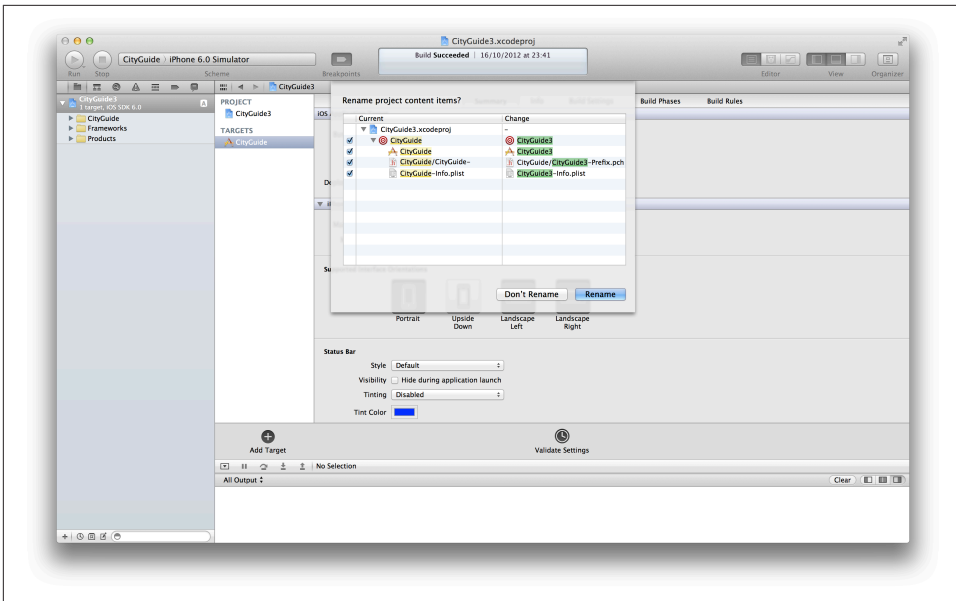 CityGuide3.xcodeproj
CityGuide › iPhone 6.0 Simulator
Build Succeeded | 16/10/2012 at 23:41
Run Stop Scheme Breakpoints Editor View Organizer
CityGuide3
CityGuide3
1 target, iOS SDK 6.0
CityGuide
Frameworks
Products
PROJECT
CityGuide3
TARGETS
CityGuide
Summary Info Build Settings Build Phases Build Rules
Rename project content items?
Current Change
CityGuide3.xcodeproj -
CityGuide CityGuide3
CityGuide CityGuide3
CityGuide/CityGuide- CityGuide/CityGuide3-Prefix.pch
CityGuide-Info.plist CityGuide3-Info.plist
Don't Rename Rename
Portrait Upside Down Landscape Left Landscape Right
Status Bar
Style Default
Visibility Hide during application launch
Tinting Disabled
Tint Color
Add Target Validate Settings
No Selection
All Output Clear